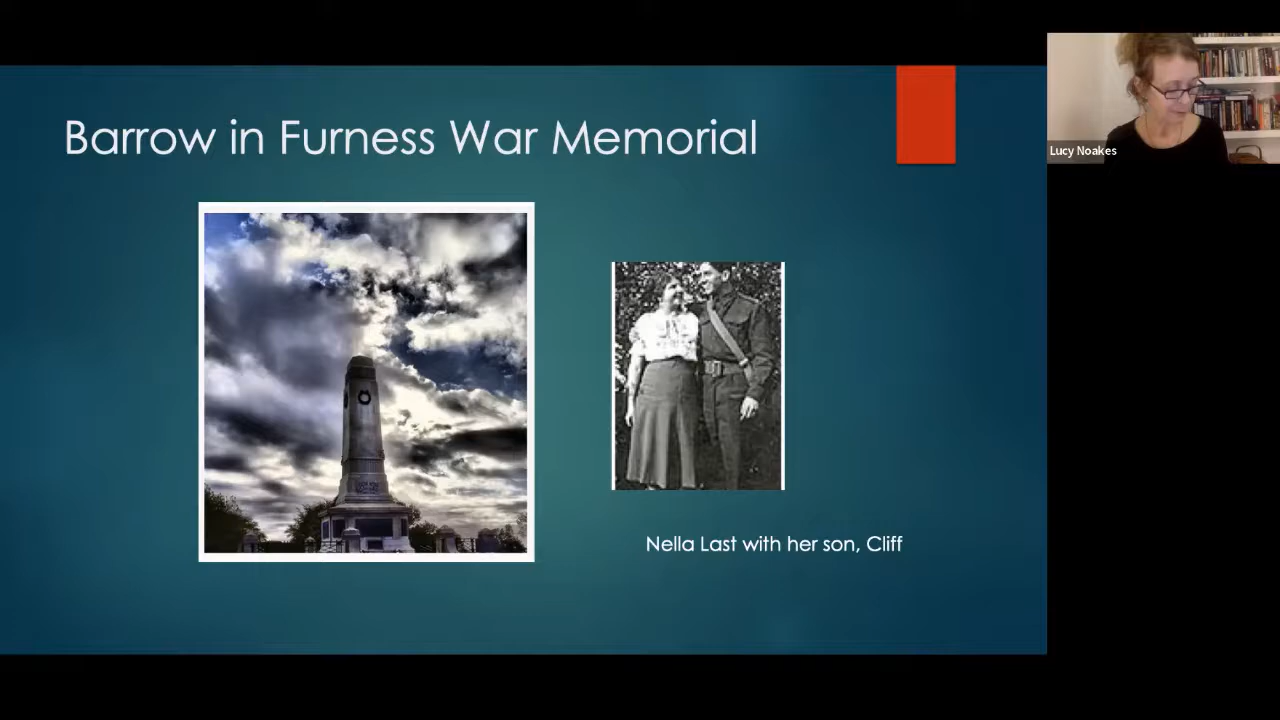 Barrow in Furness War Memorial
Lucy Noakes
Nella Last with her son, Cliff